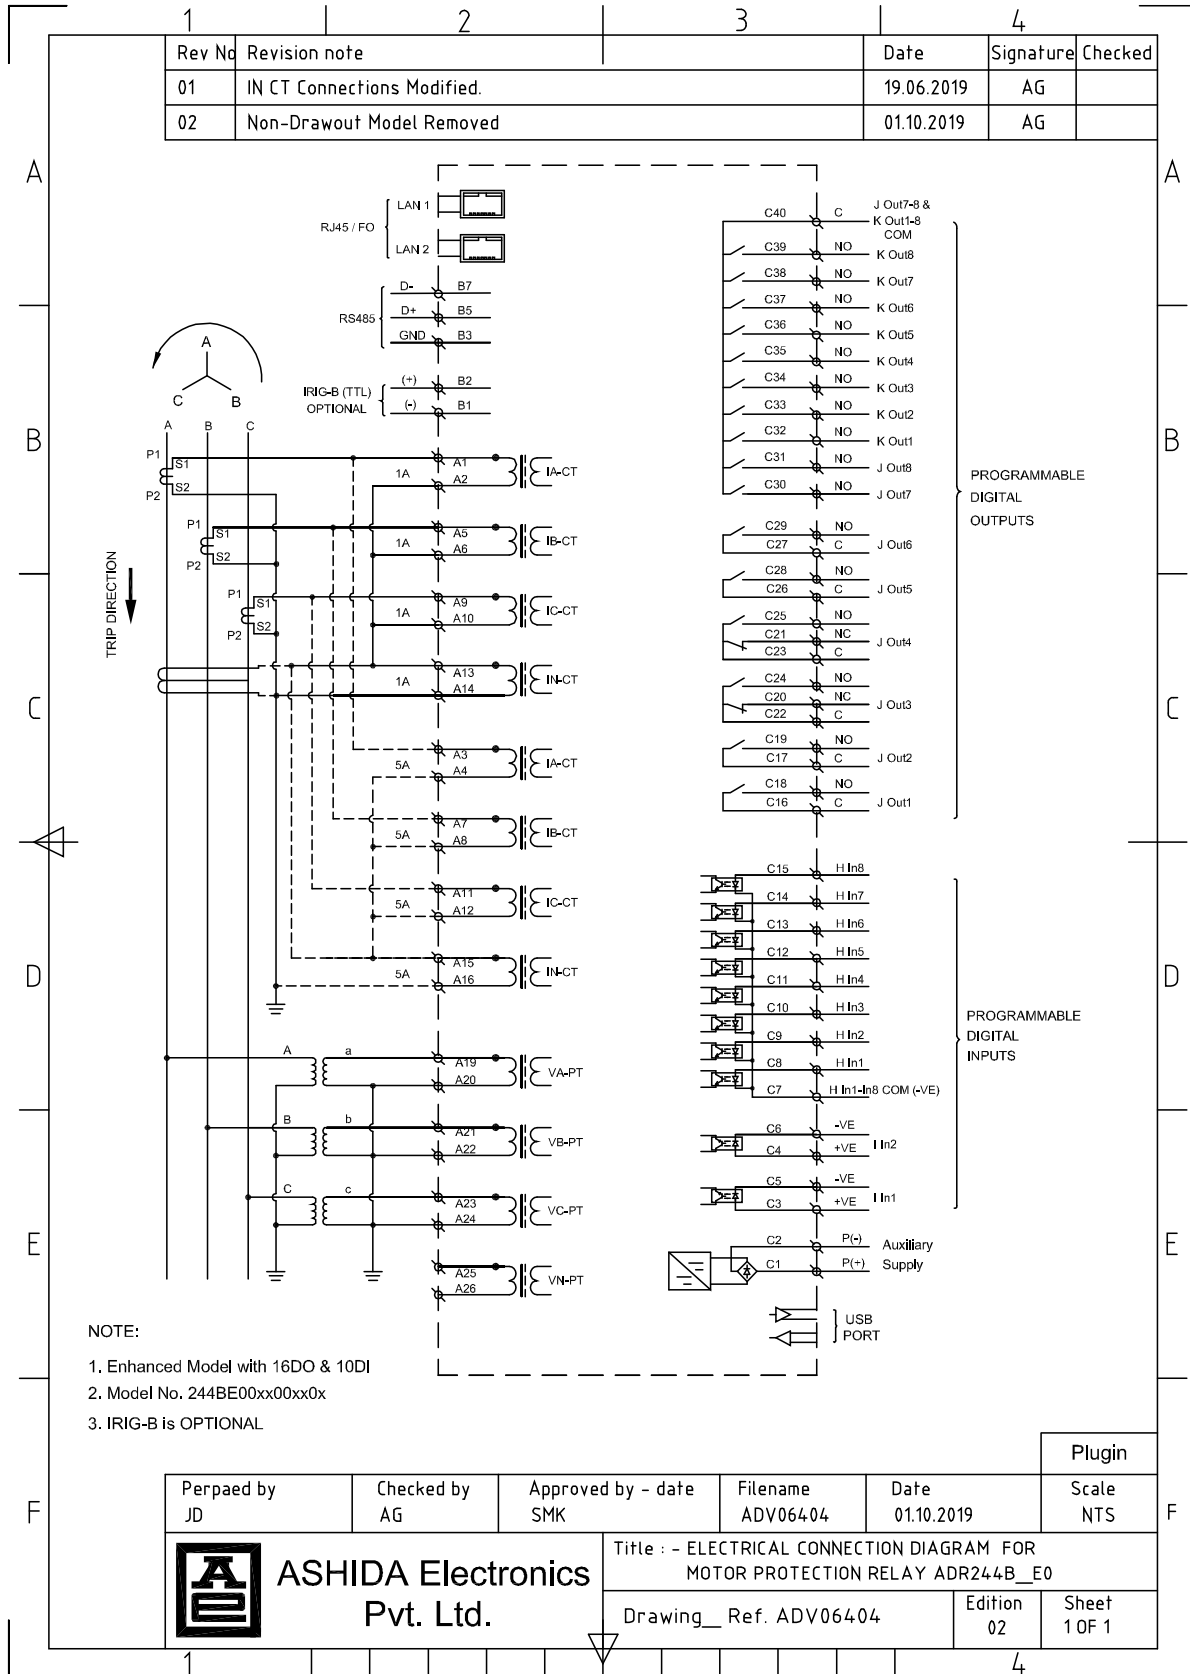 1 2 3 4
Rev No Revision note Date Signature Checked
01 IN CT Connections Modified. 19.06.2019 AG
02 Non-Drawout Model Removed 01.10.2019 AG
A A
B B
C C
D D
E E
F F
RJ45 / FO
LAN 1
LAN 2
RS485
D- B7
D+ B5
GND B3
IRIG-B (TTL)
OPTIONAL
(+) B2
(-) B1
A
C B
A B C
TRIP DIRECTION
P1 S1
P2 S2
P1 S1
P2 S2
P1 S1
P2 S2
1A A1 A2 IA-CT
1A A5 A6 IB-CT
1A A9 A10 IC-CT
1A A13 A14 IN-CT
5A A3 A4 IA-CT
5A A7 A8 IB-CT
5A A11 A12 IC-CT
5A A15 A16 IN-CT
A a A19 A20 VA-PT
B b A21 A22 VB-PT
C c A23 A24 VC-PT
A25 A26 VN-PT
C40 C J Out7-8 &
K Out1-8
COM
C39 NO K Out8
C38 NO K Out7
C37 NO K Out6
C36 NO K Out5
C35 NO K Out4
C34 NO K Out3
C33 NO K Out2
C32 NO K Out1
C31 NO J Out8
C30 NO J Out7
C29 NO
C27 C J Out6
C28 NO
C26 C J Out5
C25 NO
C21 NC J Out4
C23 C
C24 NO
C20 NC J Out3
C22 C
C19 NO
C17 C J Out2
C18 NO
C16 C J Out1
PROGRAMMABLE
DIGITAL
OUTPUTS
C15 H In8
C14 H In7
C13 H In6
C12 H In5
C11 H In4
C10 H In3
C9 H In2
C8 H In1
C7 H In1-In8 COM (-VE)
C6 -VE
C4 +VE I In2
C5 -VE
C3 +VE I In1
PROGRAMMABLE
DIGITAL
INPUTS
C2 P(-) Auxiliary
C1 P(+) Supply
USB
PORT
NOTE:
1. Enhanced Model with 16DO & 10DI
2. Model No. 244BE00xx00xx0x
3. IRIG-B is OPTIONAL
Plugin
Perpaed by Checked by Approved by - date Filename Date Scale
JD AG SMK ADV06404 01.10.2019 NTS
ASHIDA Electronics
Pvt. Ltd.
Title : - ELECTRICAL CONNECTION DIAGRAM FOR
MOTOR PROTECTION RELAY ADR244B__E0
Drawing__ Ref. ADV06404
Edition
02
Sheet
1 OF 1
1 4